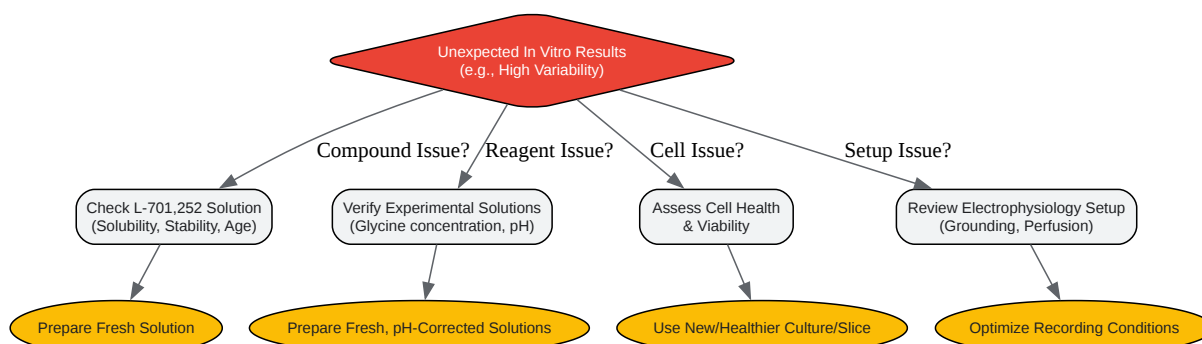 Unexpected In Vitro Results
(e.g., High Variability)
Compound Issue?
Reagent Issue?
Cell Issue?
Setup Issue?
Check L-701,252 Solution
(Solubility, Stability, Age)
Verify Experimental Solutions
(Glycine concentration, pH)
Assess Cell Health
& Viability
Review Electrophysiology Setup
(Grounding, Perfusion)
Prepare Fresh Solution
Prepare Fresh, pH-Corrected Solutions
Use New/Healthier Culture/Slice
Optimize Recording Conditions